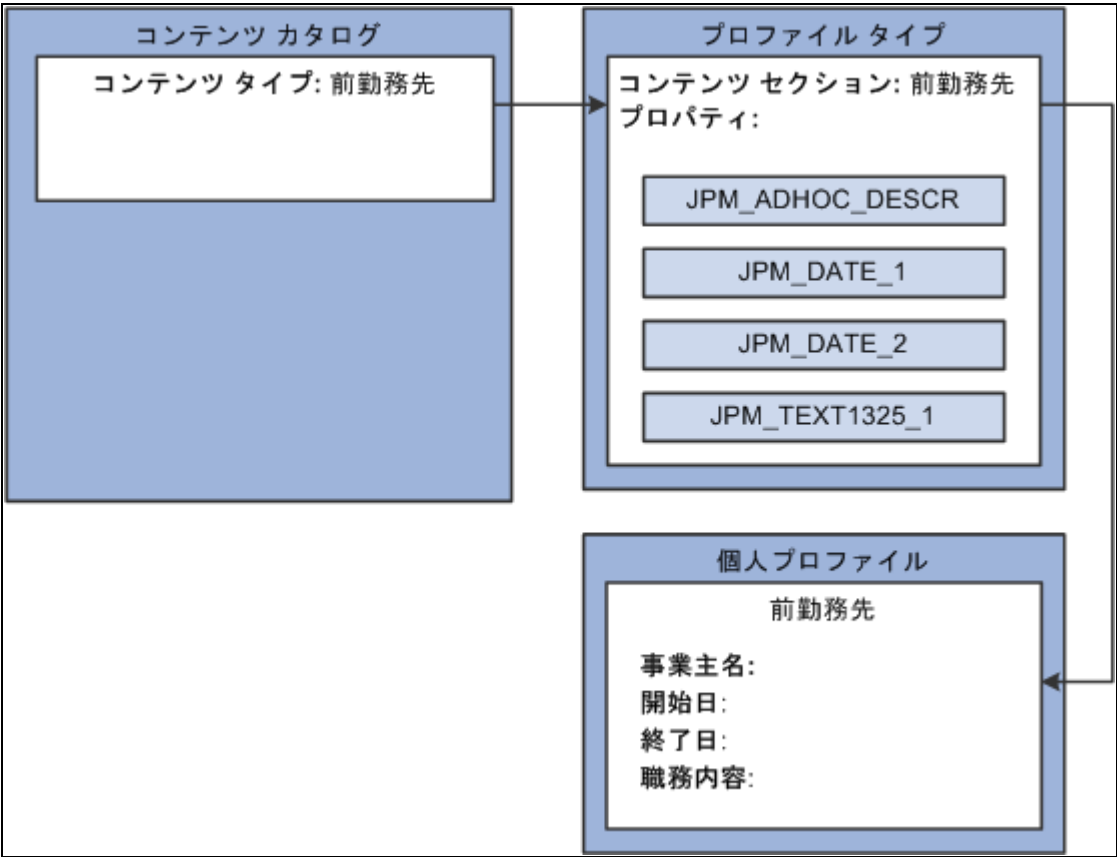 コンテンツ カタログ
コンテンツ タイプ: 前勤務先
プロファイル タイプ
コンテンツ セクション: 前勤務先
プロパティ:
JPM_ADHOC_DESCR
JPM_DATE_1
JPM_DATE_2
JPM_TEXT1325_1
個人プロファイル
前勤務先
事業主名:
開始日:
終了日:
職務内容: